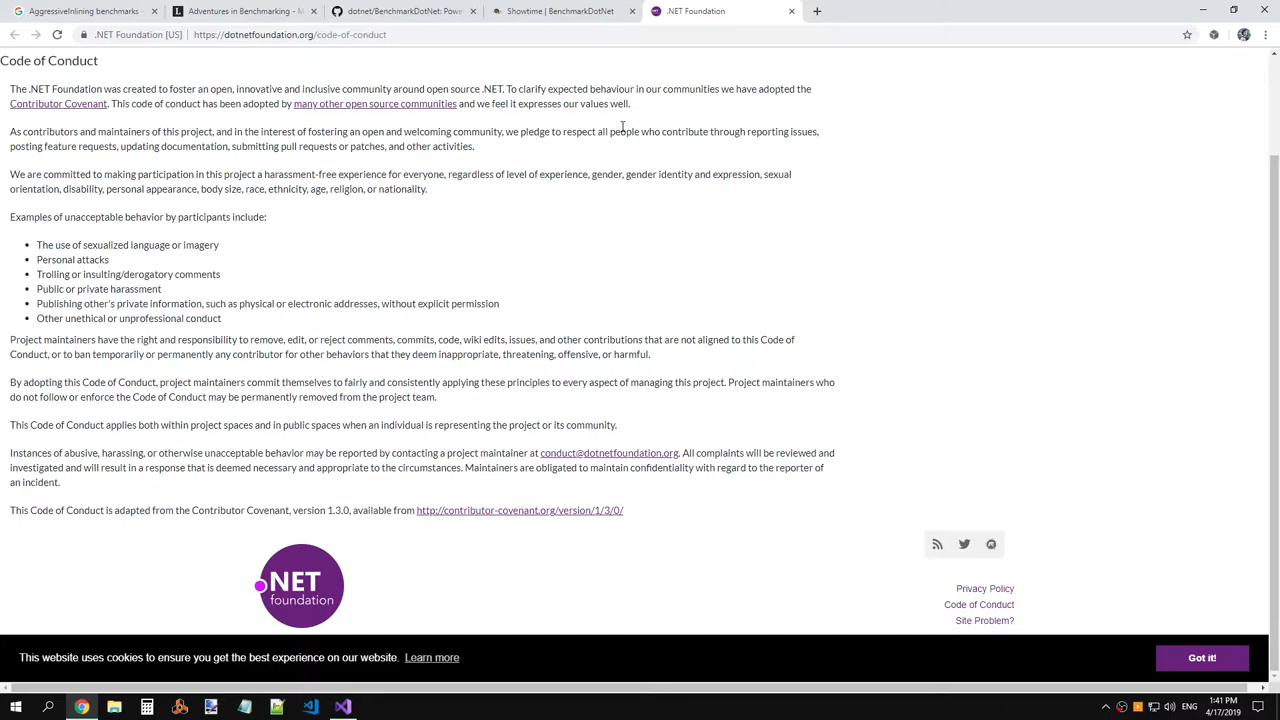 AggressiveInlining benchmarks -
Adventures in Benchmarking - M
dotnet/BenchmarkDotNet: Powe
Showtime | BenchmarkDotNet
.NET Foundation
.NET Foundation [US]
https://dotnetfoundation.org/code-of-conduct
Code of Conduct
The .NET Foundation was created to foster an open, innovative and inclusive community around open source .NET. To clarify expected behaviour in our communities we have adopted the
Contributor Covenant. This code of conduct has been adopted by many other open source communities and we feel it expresses our values well.
As contributors and maintainers of this project, and in the interest of fostering an open and welcoming community, we pledge to respect all people who contribute through reporting issues,
posting feature requests, updating documentation, submitting pull requests or patches, and other activities.
We are committed to making participation in this project a harassment-free experience for everyone, regardless of level of experience, gender, gender identity and expression, sexual
orientation, disability, personal appearance, body size, race, ethnicity, age, religion, or nationality.
Examples of unacceptable behavior by participants include:
• The use of sexualized language or imagery
• Personal attacks
• Trolling or insulting/derogatory comments
• Public or private harassment
• Publishing other's private information, such as physical or electronic addresses, without explicit permission
• Other unethical or unprofessional conduct
Project maintainers have the right and responsibility to remove, edit, or reject comments, commits, code, wiki edits, issues, and other contributions that are not aligned to this Code of
Conduct, or to ban temporarily or permanently any contributor for other behaviors that they deem inappropriate, threatening, offensive, or harmful.
By adopting this Code of Conduct, project maintainers commit themselves to fairly and consistently applying these principles to every aspect of managing this project. Project maintainers who
do not follow or enforce the Code of Conduct may be permanently removed from the project team.
This Code of Conduct applies both within project spaces and in public spaces when an individual is representing the project or its community.
Instances of abusive, harassing, or otherwise unacceptable behavior may be reported by contacting a project maintainer at conduct@dotnetfoundation.org. All complaints will be reviewed and
investigated and will result in a response that is deemed necessary and appropriate to the circumstances. Maintainers are obligated to maintain confidentiality with regard to the reporter of
an incident.
This Code of Conduct is adapted from the Contributor Covenant, version 1.3.0, available from http://contributor-covenant.org/version/1/3/0/
.NET
foundation
Privacy Policy
Code of Conduct
Site Problem?
This website uses cookies to ensure you get the best experience on our website. Learn more
Got it!
ENG
1:41 PM
4/17/2019